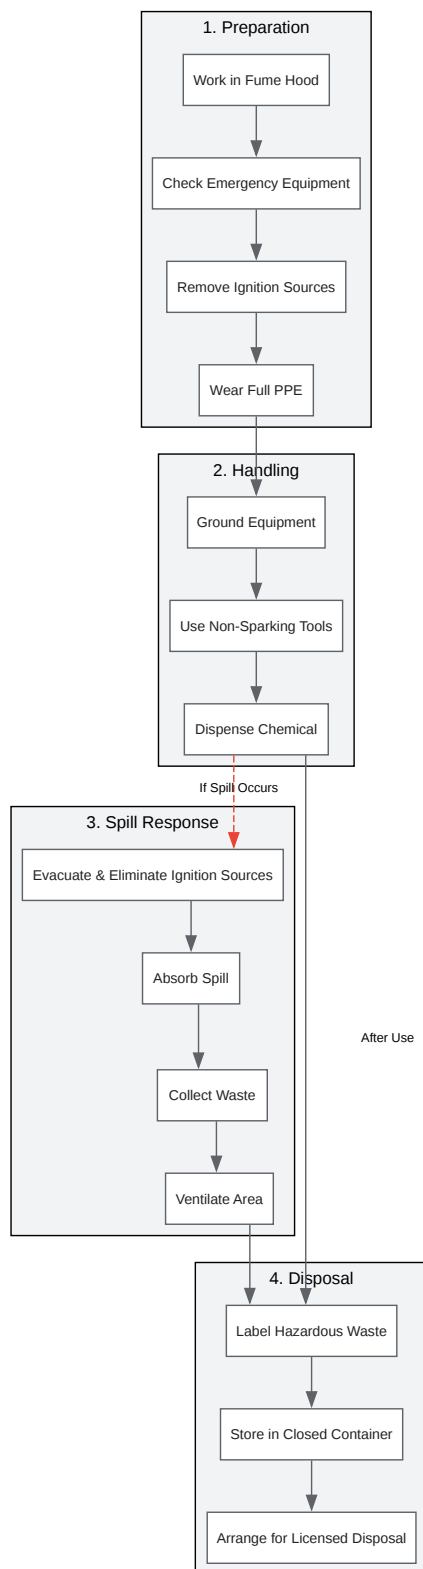 1. Preparation
Work in Fume Hood
Check Emergency Equipment
Remove Ignition Sources
Wear Full PPE
2. Handling
Ground Equipment
Use Non-Sparking Tools
Dispense Chemical
If Spill Occurs
3. Spill Response
Evacuate & Eliminate Ignition Sources
Absorb Spill
After Use
Collect Waste
Ventilate Area
4. Disposal
Label Hazardous Waste
Store in Closed Container
Arrange for Licensed Disposal